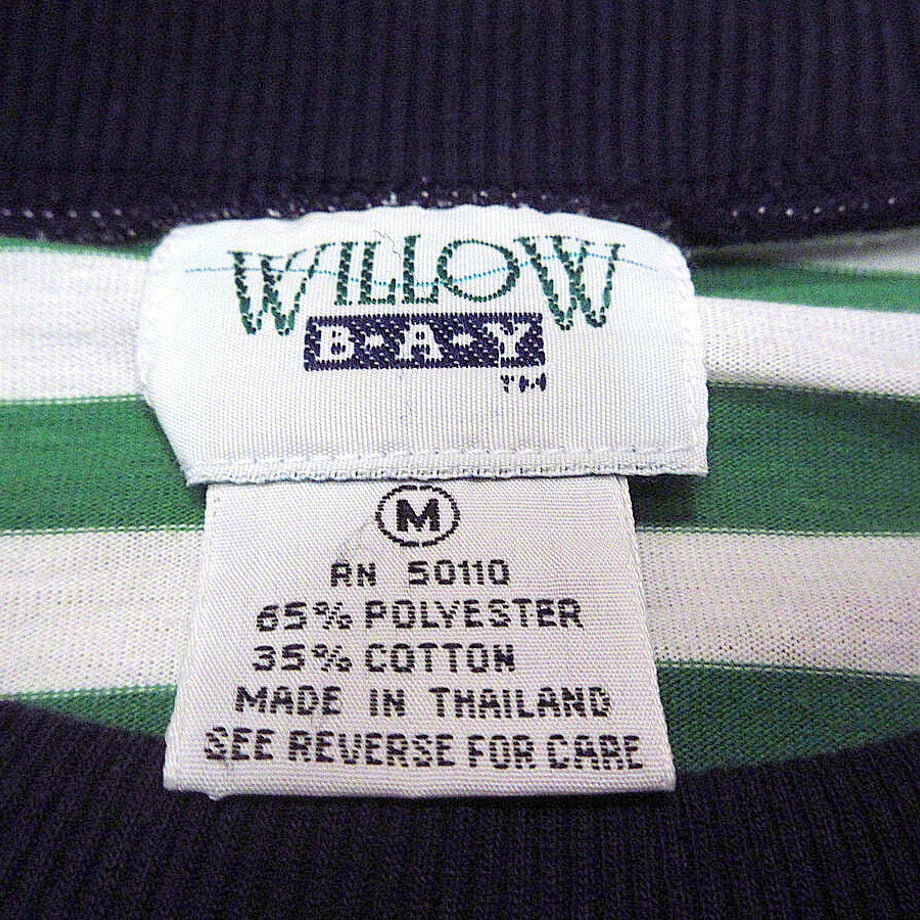 WILLOW
B-A-Y
TM
M
RN 50110
65% POLYESTER
35% COTTON
MADE IN THAILAND
SEE REVERSE FOR CARE